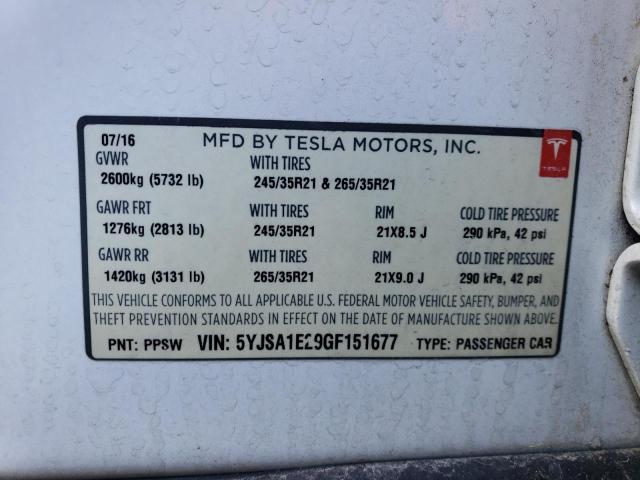 07/16 MFD BY TESLA MOTORS, INC.
TESLA
GVWR WITH TIRES
2600kg (5732 lb) 245/35R21 & 265/35R21
GAWR FRT WITH TIRES RIM COLD TIRE PRESSURE
1276kg (2813 lb) 245/35R21 21X8.5 J 290 kPa, 42 psi
GAWR RR WITH TIRES RIM COLD TIRE PRESSURE
1420kg (3131 lb) 265/35R21 21X9.0 J 290 kPa, 42 psi
THIS VEHICLE CONFORMS TO ALL APPLICABLE U.S. FEDERAL MOTOR VEHICLE SAFETY, BUMPER, AND
THEFT PREVENTION STANDARDS IN EFFECT ON THE DATE OF MANUFACTURE SHOWN ABOVE.
PNT: PPSW VIN: 5YJSA1E29GF151677 TYPE: PASSENGER CAR